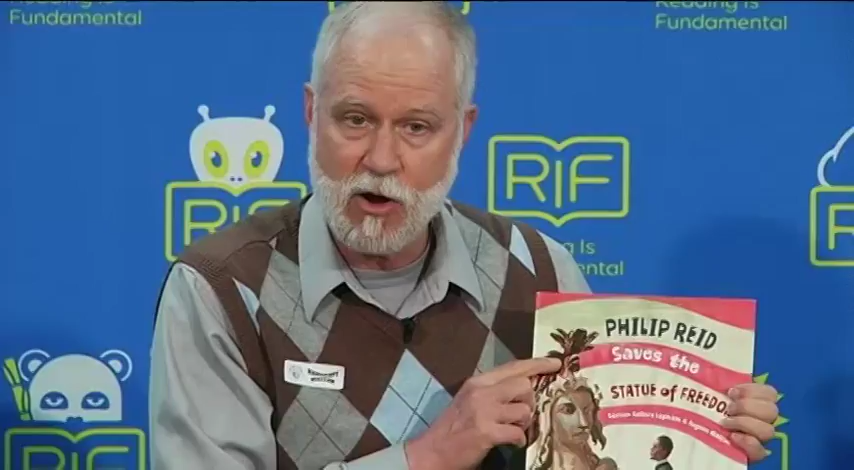 Reading Is
Fundamental
Reading Is
Fundamental
RiF
RiF
RiF
RiF
RiF
PHILIP REID
Saves the
STATUE of FREEDOM